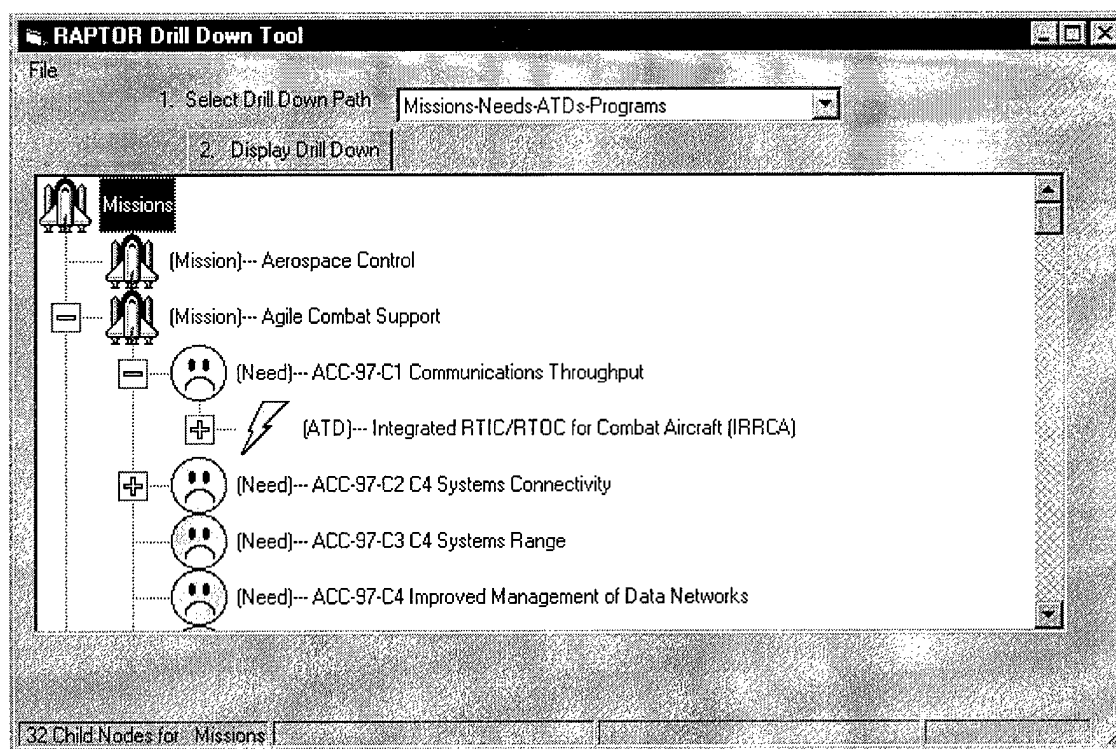 RAPTOR Drill Down Tool
File
1. Select Drill Down Path Missions-Needs-ATDs-Programs
2. Display Drill Down
Missions
(Mission)--- Aerospace Control
(Mission)--- Agile Combat Support
(Need)--- ACC-97-C1 Communications Throughput
(ATD)--- Integrated RTIC/RTOC for Combat Aircraft (IRRCA)
(Need)--- ACC-97-C2 C4 Systems Connectivity
(Need)--- ACC-97-C3 C4 Systems Range
(Need)--- ACC-97-C4 Improved Management of Data Networks
32 Child Nodes for Missions